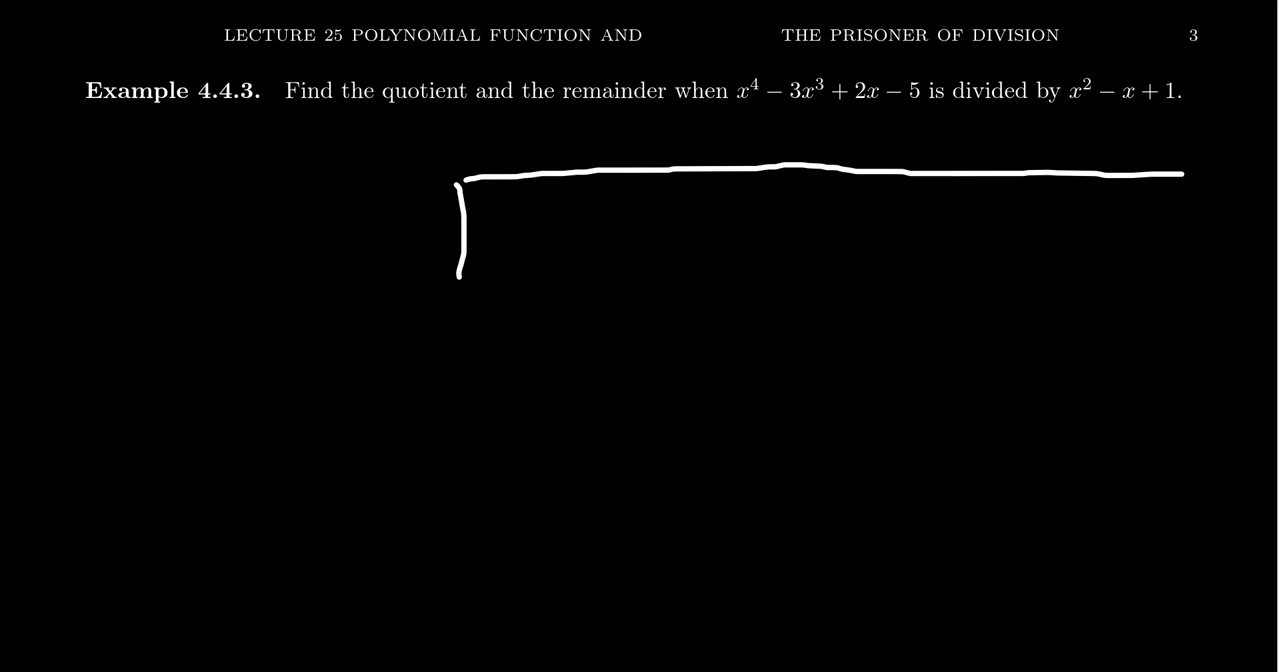 LECTURE 25 POLYNOMIAL FUNCTION AND THE PRISONER OF DIVISION 3
Example 4.4.3. Find the quotient and the remainder when x⁴ − 3x³ + 2x − 5 is divided by x² − x + 1.